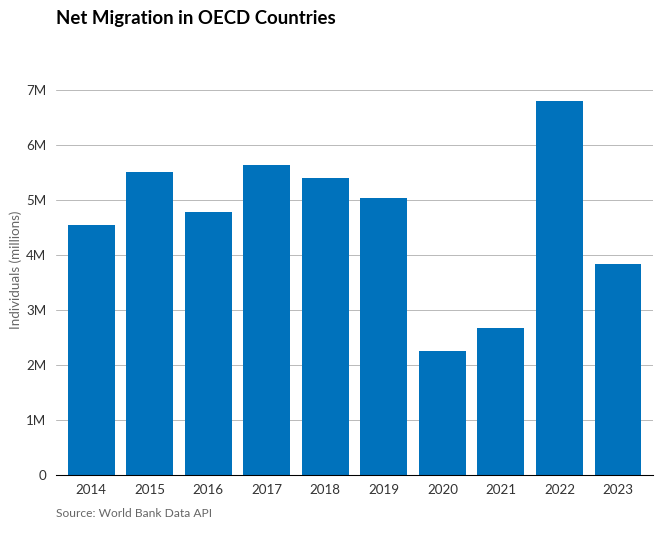 Net Migration in OECD Countries
Individuals (millions)
7M
6M
5M
4M
3M
2M
1M
0
2014 2015 2016 2017 2018 2019 2020 2021 2022 2023
Source: World Bank Data API